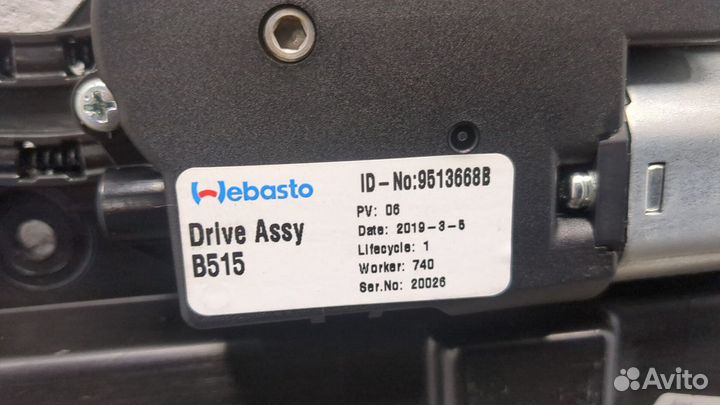 Webasto
Drive Assy
B515
ID-No:9513668B
PV: 06
Date: 2019-3-5
Lifecycle: 1
Worker: 740
Ser.No: 20026
Avito